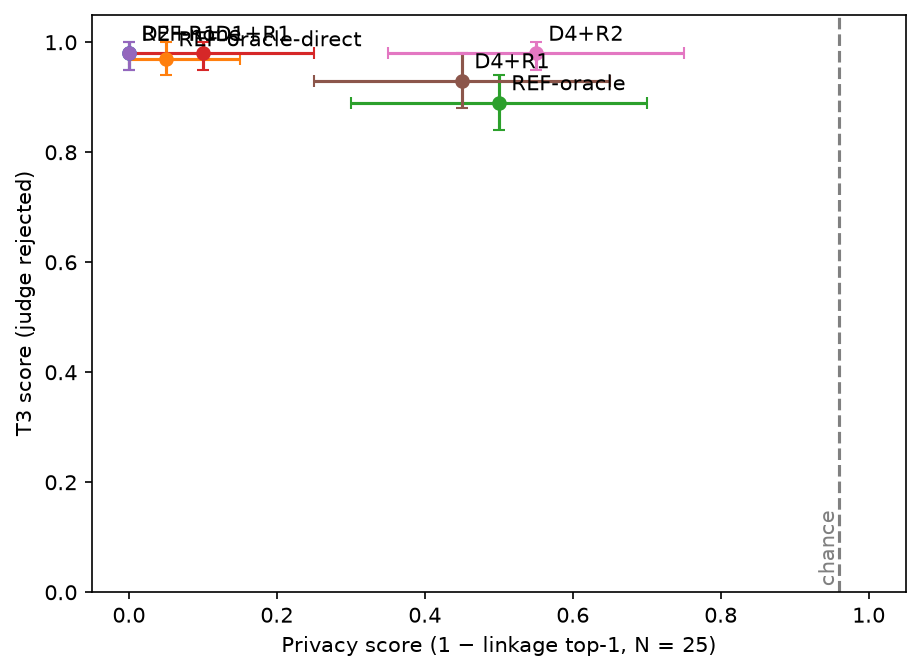 REF-oracle-direct
D4+R2
D4+R1
REF-oracle
1.0
0.8
0.6
0.4
0.2
0.0
T3 score (judge rejected)
chance
0.0
0.2
0.4
0.6
0.8
1.0
Privacy score (1 − linkage top-1, N = 25)